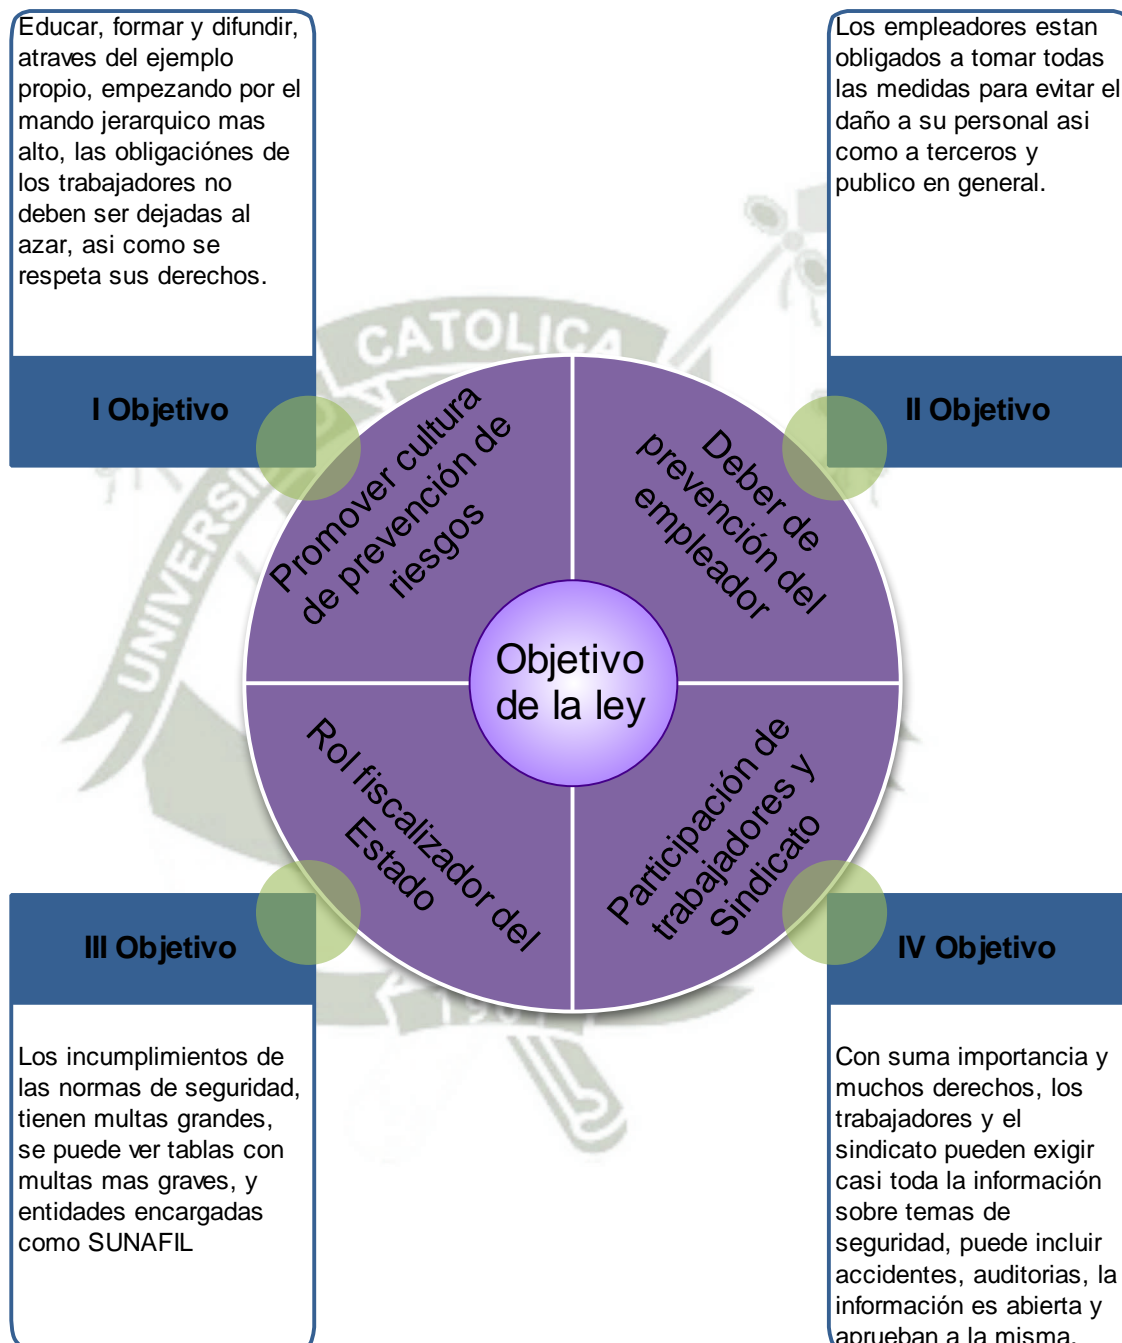 Educar, formar y difundir,
atraves del ejemplo
propio, empezando por el
mando jerarquico mas
alto, las obligaciónes de
los trabajadores no
deben ser dejadas al
azar, asi como se
respeta sus derechos.
I Objetivo
Los empleadores estan
obligados a tomar todas
las medidas para evitar el
daño a su personal asi
como a terceros y
publico en general.
II Objetivo
CATOLICA
Promover cultura
de prevención de
riesgos
Deber de
prevención del
empleador
Objetivo
de la ley
Rol fiscalizador del
Estado
Participación de
trabajadores y
Sindicato
III Objetivo
Los incumplimientos de
las normas de seguridad,
tienen multas grandes,
se puede ver tablas con
multas mas graves, y
entidades encargadas
como SUNAFIL
IV Objetivo
Con suma importancia y
muchos derechos, los
trabajadores y el
sindicato pueden exigir
casi toda la información
sobre temas de
seguridad, puede incluir
accidentes, auditorias, la
información es abierta y
aprueban a la misma.